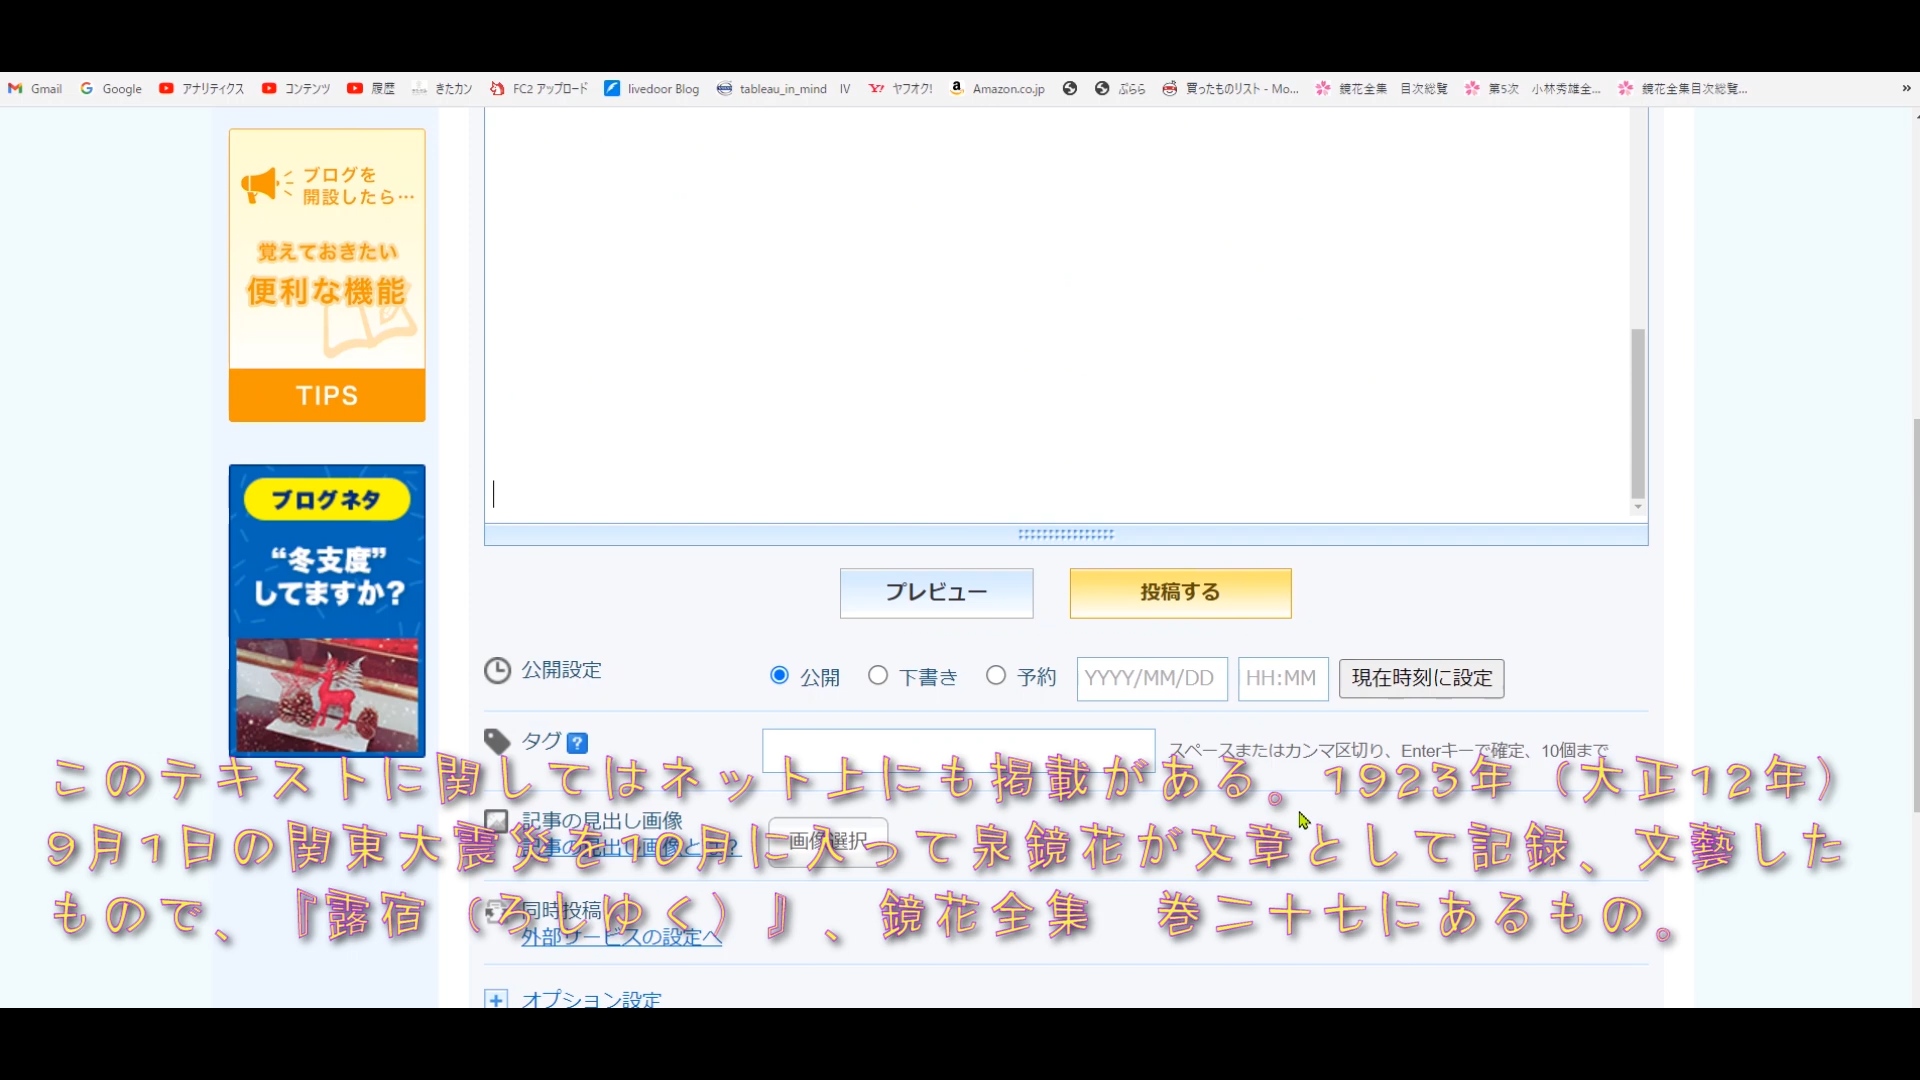 Gmail Google アナリティクス コンテンツ 履歴 きたカン FC2 アップロード livedoor Blog tableau_in_mind IV ヤフオク! Amazon.co.jp ぷらら 買ったものリスト - Mo... 鏡花全集 目次総覧 第5次 小林秀雄全... 鏡花全集目次総覧... »
ブログを
開設したら…
覚えておきたい
便利な機能
TIPS
ブログネタ
“冬支度”
してますか?
プレビュー 投稿する
公開設定 公開 下書き 予約 YYYY/MM/DD HH:MM 現在時刻に設定
タグ ? スペースまたはカンマ区切り、Enterキーで確定、10個まで
記事の見出し画像 画像選択
記事の見出し画像とは?
同時投稿
外部サービスの設定へ
オプション設定
このテキストに関してはネット上にも掲載がある。1923年（大正12年）
9月1日の関東大震災を10月に入って泉鏡花が文章として記録、文藝した
もので、『露宿（ろしゆく）』、鏡花全集　巻二十七にあるもの。